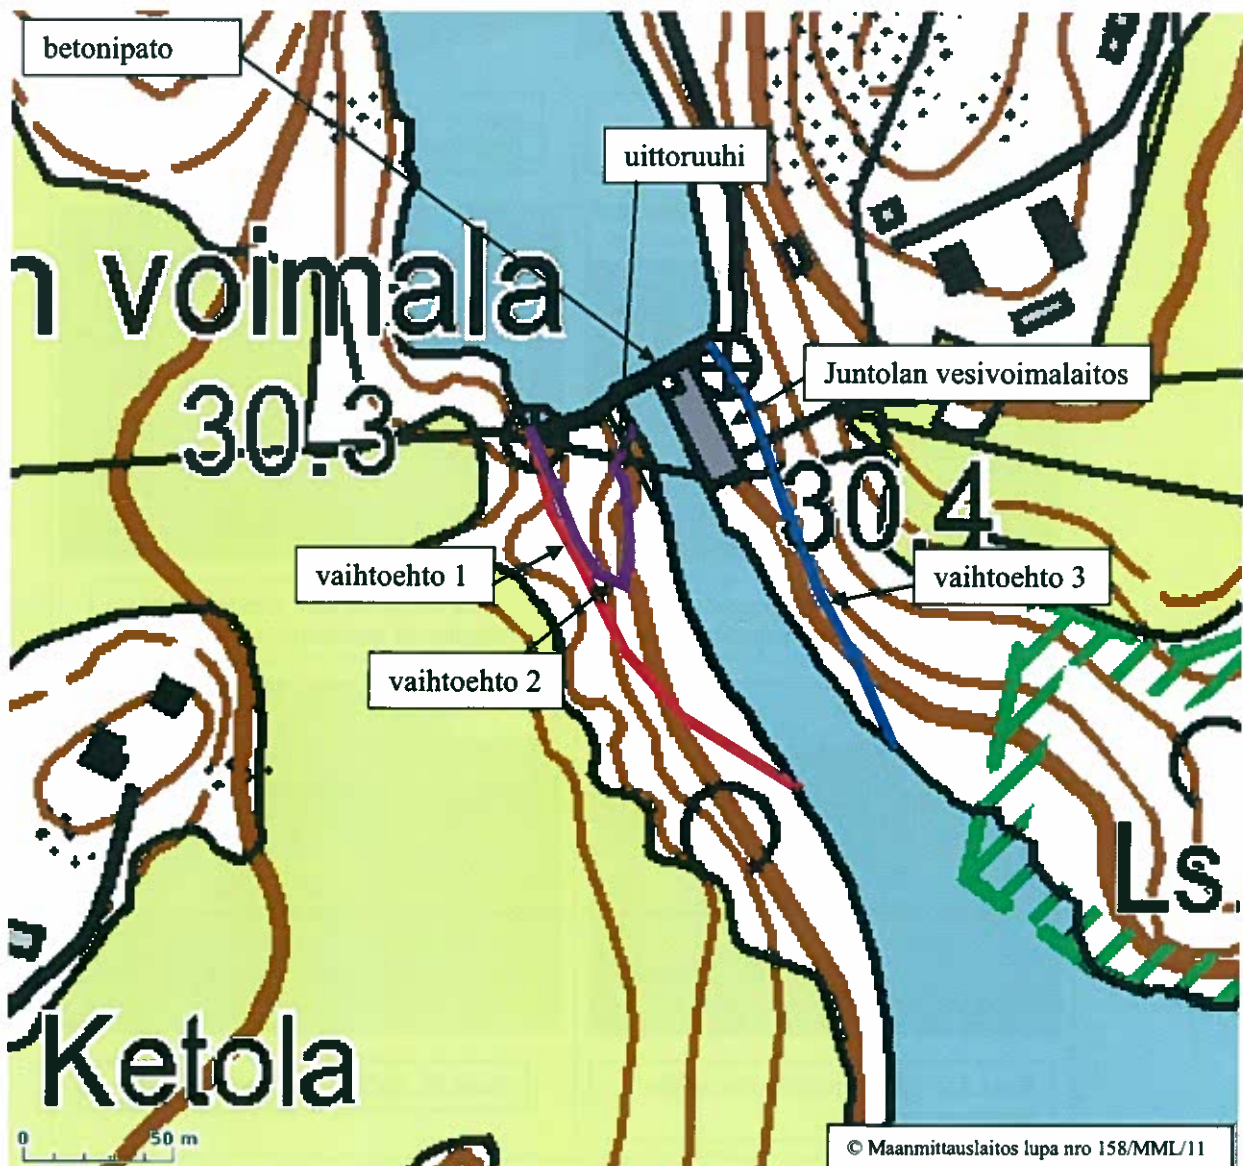 betonipato
uittoruuhi
n voimala
Juntolan vesivoimalaitos
30.3
30.4
vaihtoehto 1
vaihtoehto 3
vaihtoehto 2
Ls
Ketola
0 50 m
© Maanmittauslaitos lupa nro 158/MML/11